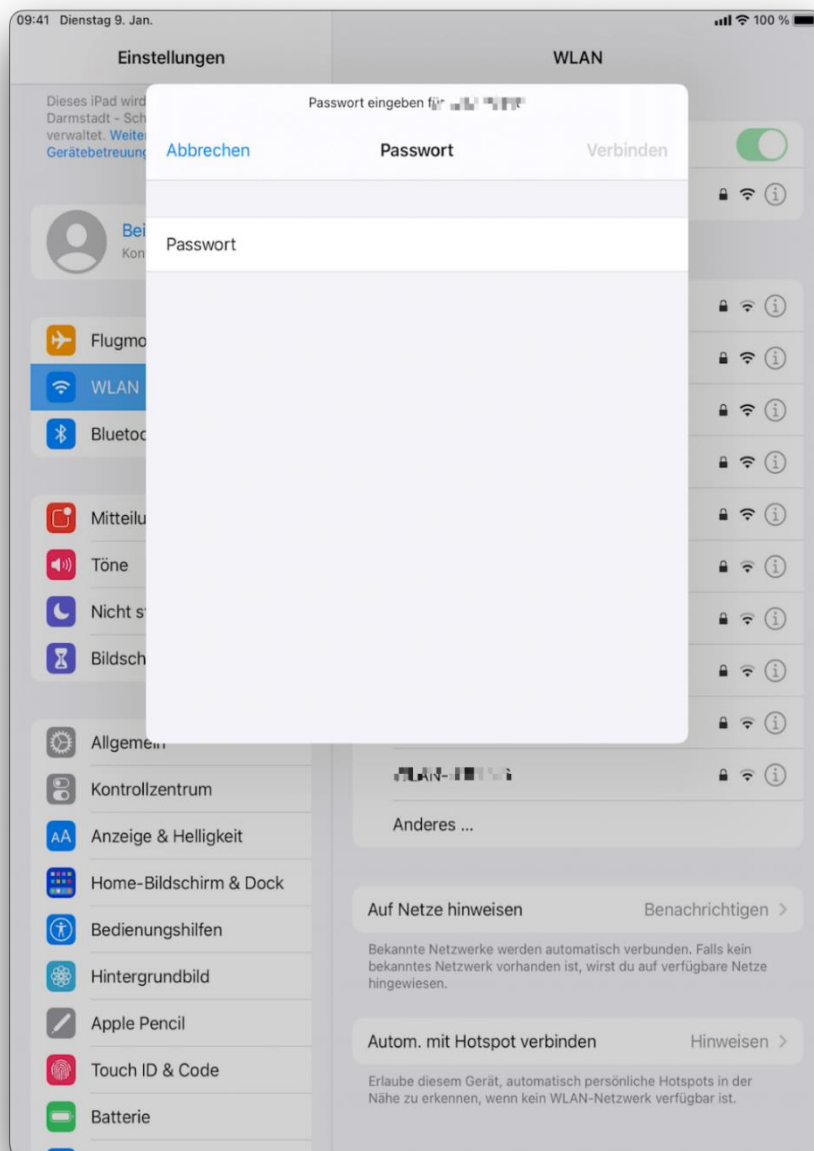 09:41 Dienstag 9. Jan.
100 %
Einstellungen
WLAN
Dieses iPad wird
Darmstadt - Sch
verwaltet. Weite
Gerätebetreuung
Passwort eingeben für
Abbrechen
Passwort
Verbinden
Passwort
Bei
Kon
Flugmo
WLAN
Bluetoo
Mitteilu
Töne
Nicht s
Bildsch
Allgemein
Kontrollzentrum
Anzeige & Helligkeit
Home-Bildschirm & Dock
Bedienungshilfen
Hintergrundbild
Apple Pencil
Touch ID & Code
Batterie
Anderes ...
Auf Netze hinweisen
Benachrichtigen
Bekannte Netzwerke werden automatisch verbunden. Falls kein
bekanntes Netzwerk vorhanden ist, wirst du auf verfügbare Netze
hingewiesen.
Autom. mit Hotspot verbinden
Hinweisen
Erlaube diesem Gerät, automatisch persönliche Hotspots in der
Nähe zu erkennen, wenn kein WLAN-Netzwerk verfügbar ist.